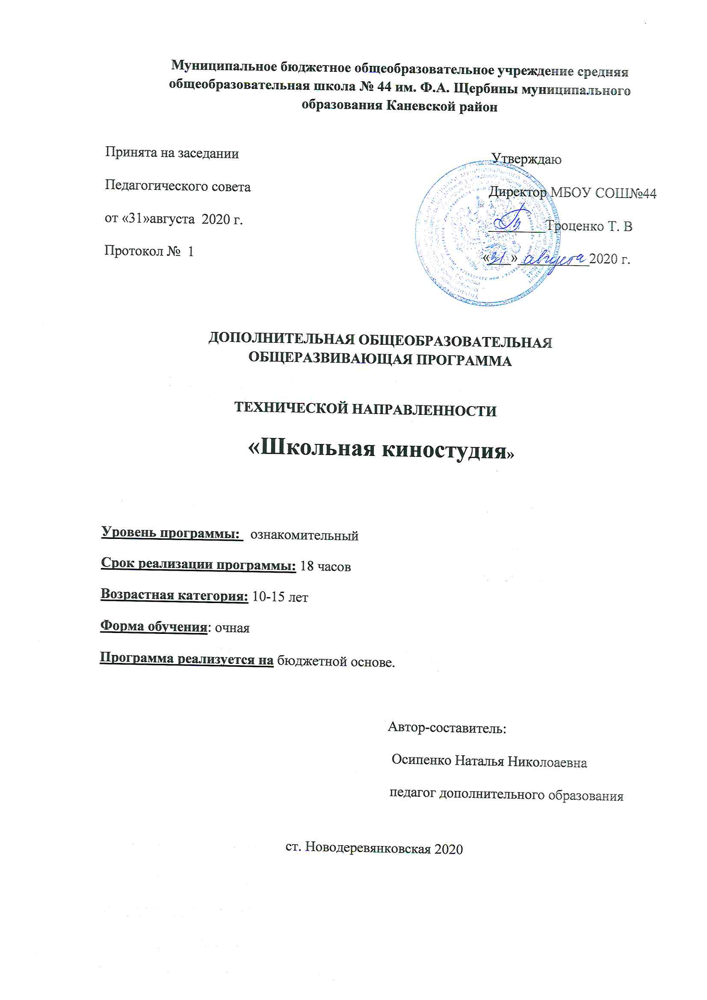 Муниципальное бюджетное общеобразовательное учреждение средняя
общеобразовательная школа № 44 им. Ф.А. Щербины муниципального
образования Каневской район
Принята на заседании
Утверждаю
Педагогического совета
Директор МБОУ СОШ№44
от «31»августа 2020 г.
Троценко Т. В
Протокол № 1
«31» августа 2020 г.
ДОПОЛНИТЕЛЬНАЯ ОБЩЕОБРАЗОВАТЕЛЬНАЯ
ОБЩЕРАЗВИВАЮЩАЯ ПРОГРАММА
ТЕХНИЧЕСКОЙ НАПРАВЛЕННОСТИ
«Школьная киностудия»
Уровень программы: ознакомительный
Срок реализации программы: 18 часов
Возрастная категория: 10-15 лет
Форма обучения: очная
Программа реализуется на бюджетной основе.
Автор-составитель:
Осипенко Наталья Николоаевна
педагог дополнительного образования
ст. Новодеревянковская 2020